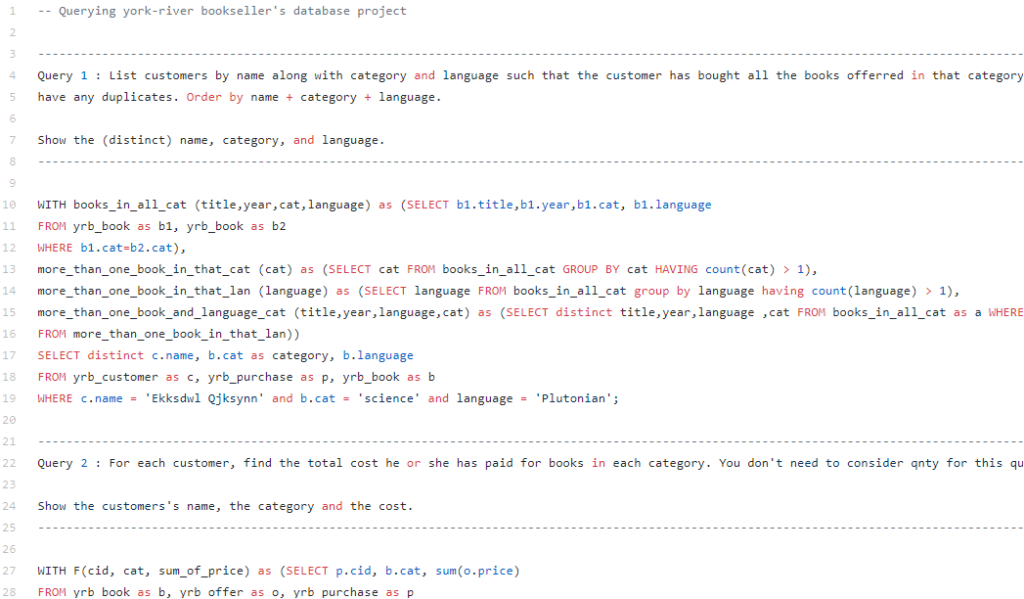 1 -- Querying york-river bookseller's database project
2
3 --------------------------------------------------------------------------------------------------------------------------------------------
4 Query 1 : List customers by name along with category and language such that the customer has bought all the books offerred in that category
5 have any duplicates. Order by name + category + language.
6
7 Show the (distinct) name, category, and language.
8 --------------------------------------------------------------------------------------------------------------------------------------------
9
10 WITH books_in_all_cat (title,year,cat,language) as (SELECT b1.title,b1.year,b1.cat, b1.language
11 FROM yrb_book as b1, yrb_book as b2
12 WHERE b1.cat=b2.cat),
13 more_than_one_book_in_that_cat (cat) as (SELECT cat FROM books_in_all_cat GROUP BY cat HAVING count(cat) > 1),
14 more_than_one_book_in_that_lan (language) as (SELECT language FROM books_in_all_cat group by language having count(language) > 1),
15 more_than_one_book_and_language_cat (title,year,language,cat) as (SELECT distinct title,year,language ,cat FROM books_in_all_cat as a WHERE
16 FROM more_than_one_book_in_that_lan))
17 SELECT distinct c.name, b.cat as category, b.language
18 FROM yrb_customer as c, yrb_purchase as p, yrb_book as b
19 WHERE c.name = 'Ekksdwl Qjksynn' and b.cat = 'science' and language = 'Plutonian';
20
21 --------------------------------------------------------------------------------------------------------------------------------------------
22 Query 2 : For each customer, find the total cost he or she has paid for books in each category. You don't need to consider qnty for this qu
23
24 Show the customers's name, the category and the cost.
25 --------------------------------------------------------------------------------------------------------------------------------------------
26
27 WITH F(cid, cat, sum_of_price) as (SELECT p.cid, b.cat, sum(o.price)
28 FROM yrb_book as b, yrb_offer as o, yrb_purchase as p